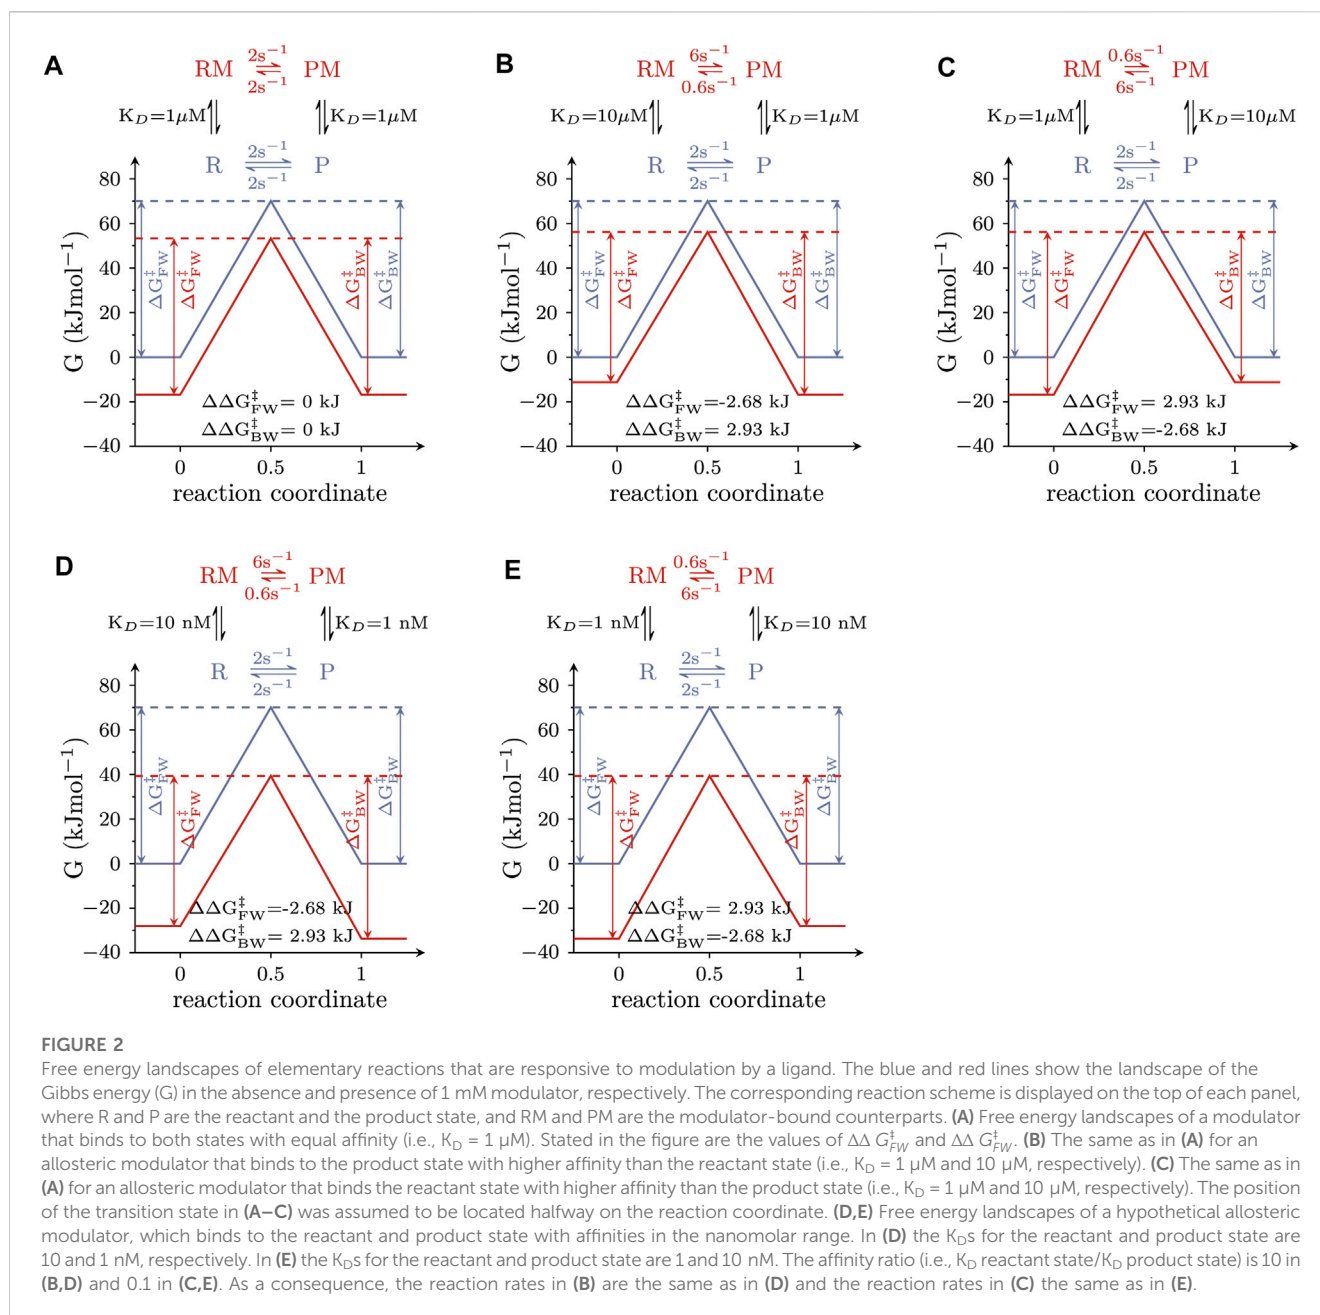 A
2s⁻¹
RM ⇌ PM
2s⁻¹
K_D=1μM K_D=1μM
2s⁻¹
R ⇌ P
2s⁻¹
80
60
40
20
0
−20
−40
G (kJmol⁻¹)
ΔG‡FW
ΔG‡FW
ΔG‡BW
ΔG‡BW
ΔΔG‡FW= 0 kJ
ΔΔG‡BW= 0 kJ
0 0.5 1
reaction coordinate
B
6s⁻¹
RM ⇌ PM
0.6s⁻¹
K_D=10μM K_D=1μM
2s⁻¹
R ⇌ P
2s⁻¹
80
60
40
20
0
−20
−40
G (kJmol⁻¹)
ΔG‡FW
ΔG‡FW
ΔG‡BW
ΔG‡BW
ΔΔG‡FW=-2.68 kJ
ΔΔG‡BW= 2.93 kJ
0 0.5 1
reaction coordinate
C
0.6s⁻¹
RM ⇌ PM
6s⁻¹
K_D=1μM K_D=10μM
2s⁻¹
R ⇌ P
2s⁻¹
80
60
40
20
0
−20
−40
G (kJmol⁻¹)
ΔG‡FW
ΔG‡FW
ΔG‡BW
ΔG‡BW
ΔΔG‡FW= 2.93 kJ
ΔΔG‡BW=-2.68 kJ
0 0.5 1
reaction coordinate
D
6s⁻¹
RM ⇌ PM
0.6s⁻¹
K_D=10 nM K_D=1 nM
2s⁻¹
R ⇌ P
2s⁻¹
80
60
40
20
0
−20
−40
G (kJmol⁻¹)
ΔG‡FW
ΔG‡FW
ΔG‡BW
ΔG‡BW
ΔΔG‡FW=-2.68 kJ
ΔΔG‡BW= 2.93 kJ
0 0.5 1
reaction coordinate
E
0.6s⁻¹
RM ⇌ PM
6s⁻¹
K_D=1 nM K_D=10 nM
2s⁻¹
R ⇌ P
2s⁻¹
80
60
40
20
0
−20
−40
G (kJmol⁻¹)
ΔG‡FW
ΔG‡FW
ΔG‡BW
ΔG‡BW
ΔΔG‡FW= 2.93 kJ
ΔΔG‡BW=-2.68 kJ
0 0.5 1
reaction coordinate
FIGURE 2
Free energy landscapes of elementary reactions that are responsive to modulation by a ligand. The blue and red lines show the landscape of the
Gibbs energy (G) in the absence and presence of 1 mM modulator, respectively. The corresponding reaction scheme is displayed on the top of each panel,
where R and P are the reactant and the product state, and RM and PM are the modulator-bound counterparts. (A) Free energy landscapes of a modulator
that binds to both states with equal affinity (i.e., K_D = 1 μM). Stated in the figure are the values of ΔΔ G‡FW and ΔΔ G‡FW. (B) The same as in (A) for an
allosteric modulator that binds to the product state with higher affinity than the reactant state (i.e., K_D = 1 μM and 10 μM, respectively). (C) The same as in
(A) for an allosteric modulator that binds the reactant state with higher affinity than the product state (i.e., K_D = 1 μM and 10 μM, respectively). The position
of the transition state in (A–C) was assumed to be located halfway on the reaction coordinate. (D,E) Free energy landscapes of a hypothetical allosteric
modulator, which binds to the reactant and product state with affinities in the nanomolar range. In (D) the K_Ds for the reactant and product state are
10 and 1 nM, respectively. In (E) the K_Ds for the reactant and product state are 1 and 10 nM. The affinity ratio (i.e., K_D reactant state/K_D product state) is 10 in
(B,D) and 0.1 in (C,E). As a consequence, the reaction rates in (B) are the same as in (D) and the reaction rates in (C) the same as in (E).